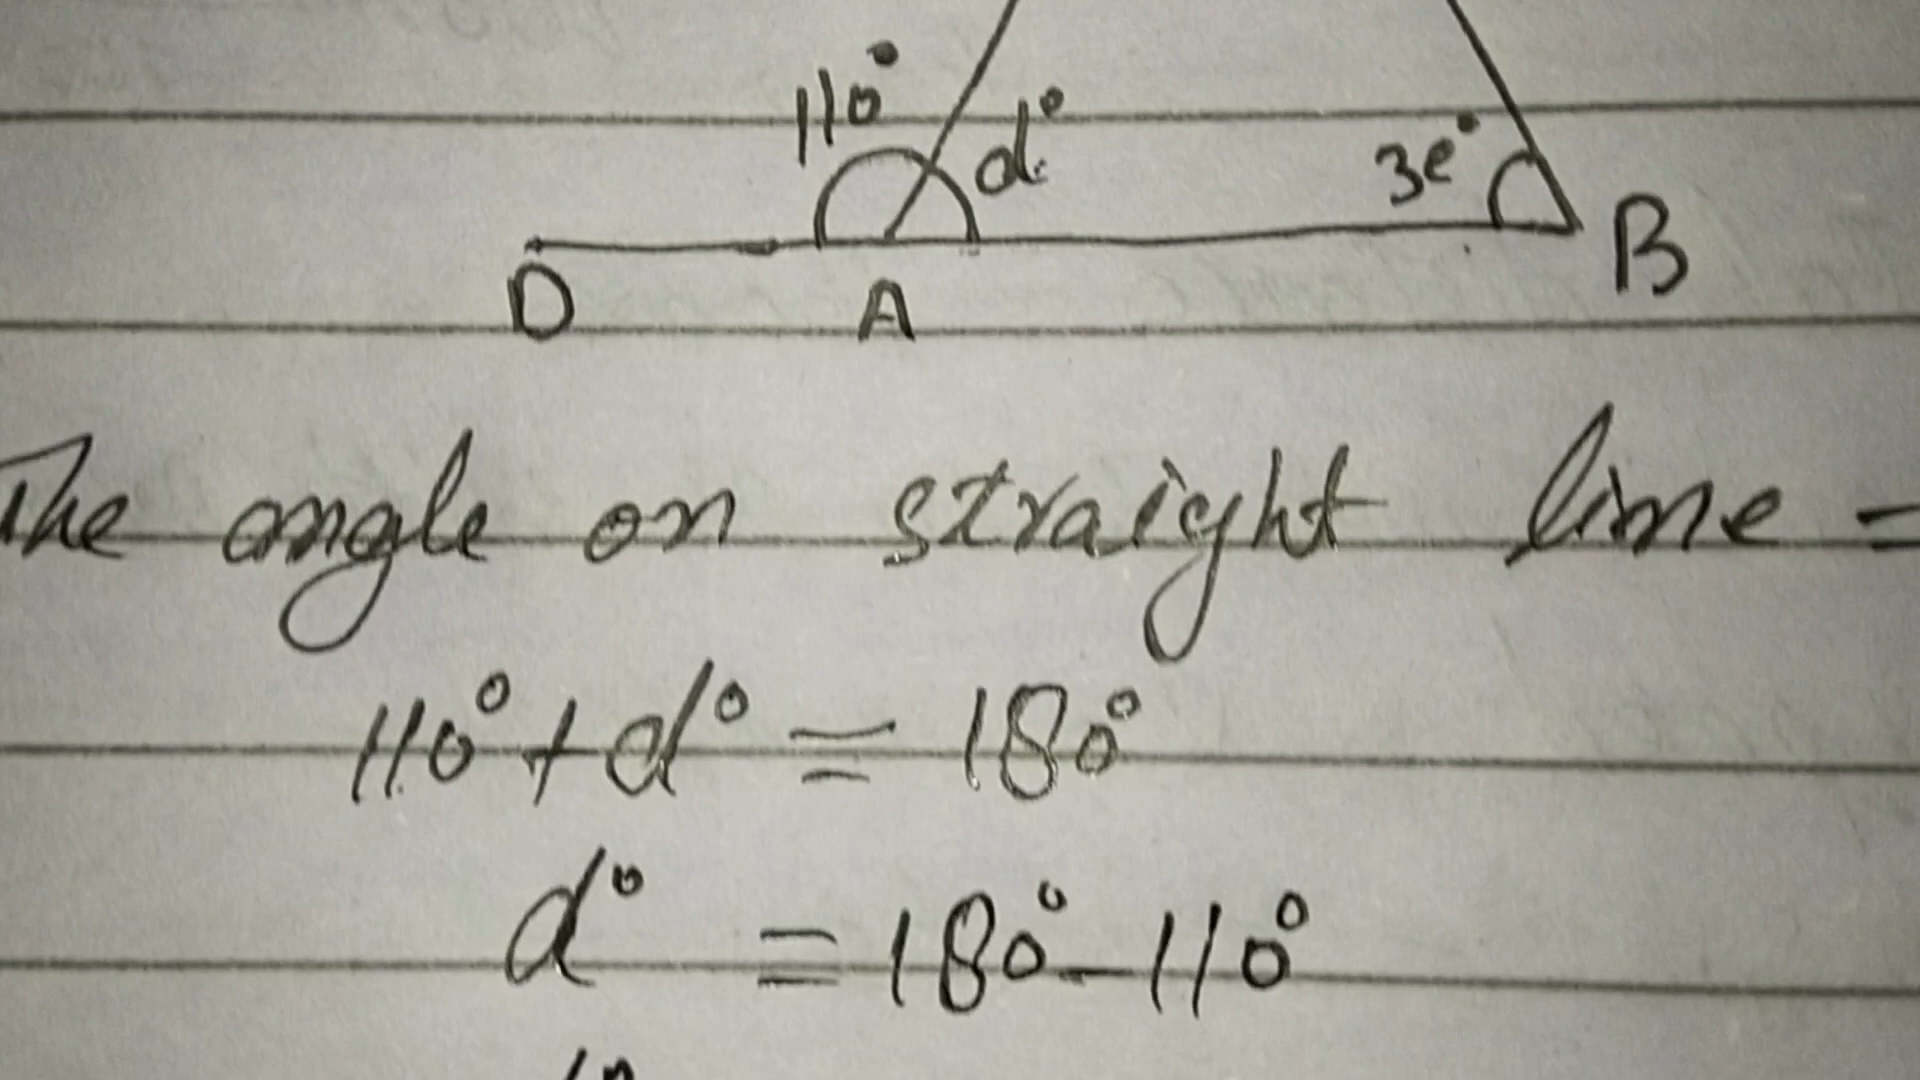 110° d° 3e°
D A B
The angle on straight line =
110° + d° = 180°
d° = 180° - 110°